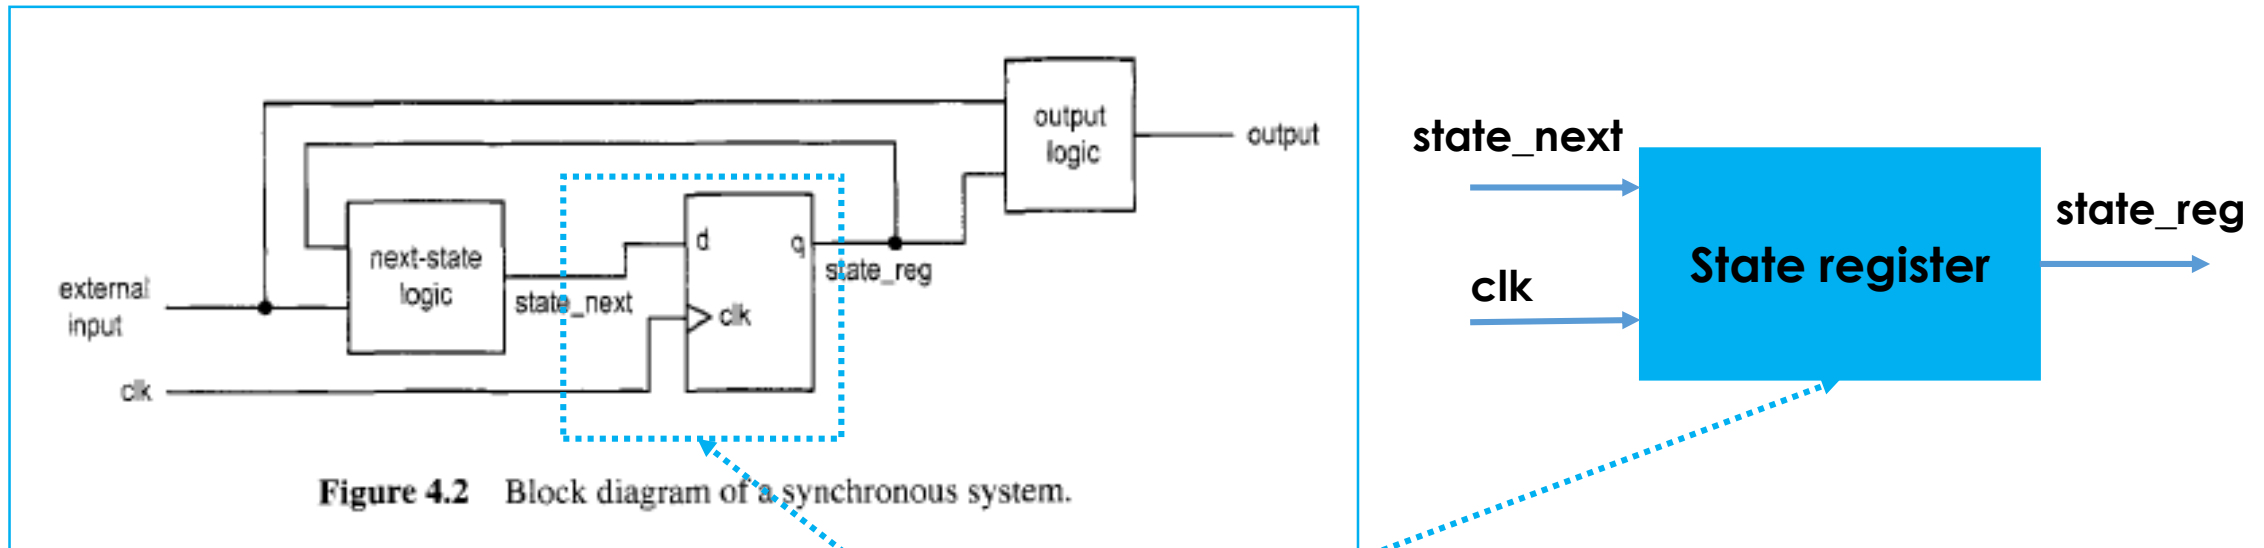 output
logic
output
next-state
logic
d
q
state_reg
external
input
state_next
clk
clk
Figure 4.2 Block diagram of a synchronous system.
state_next
clk
State register
state_reg